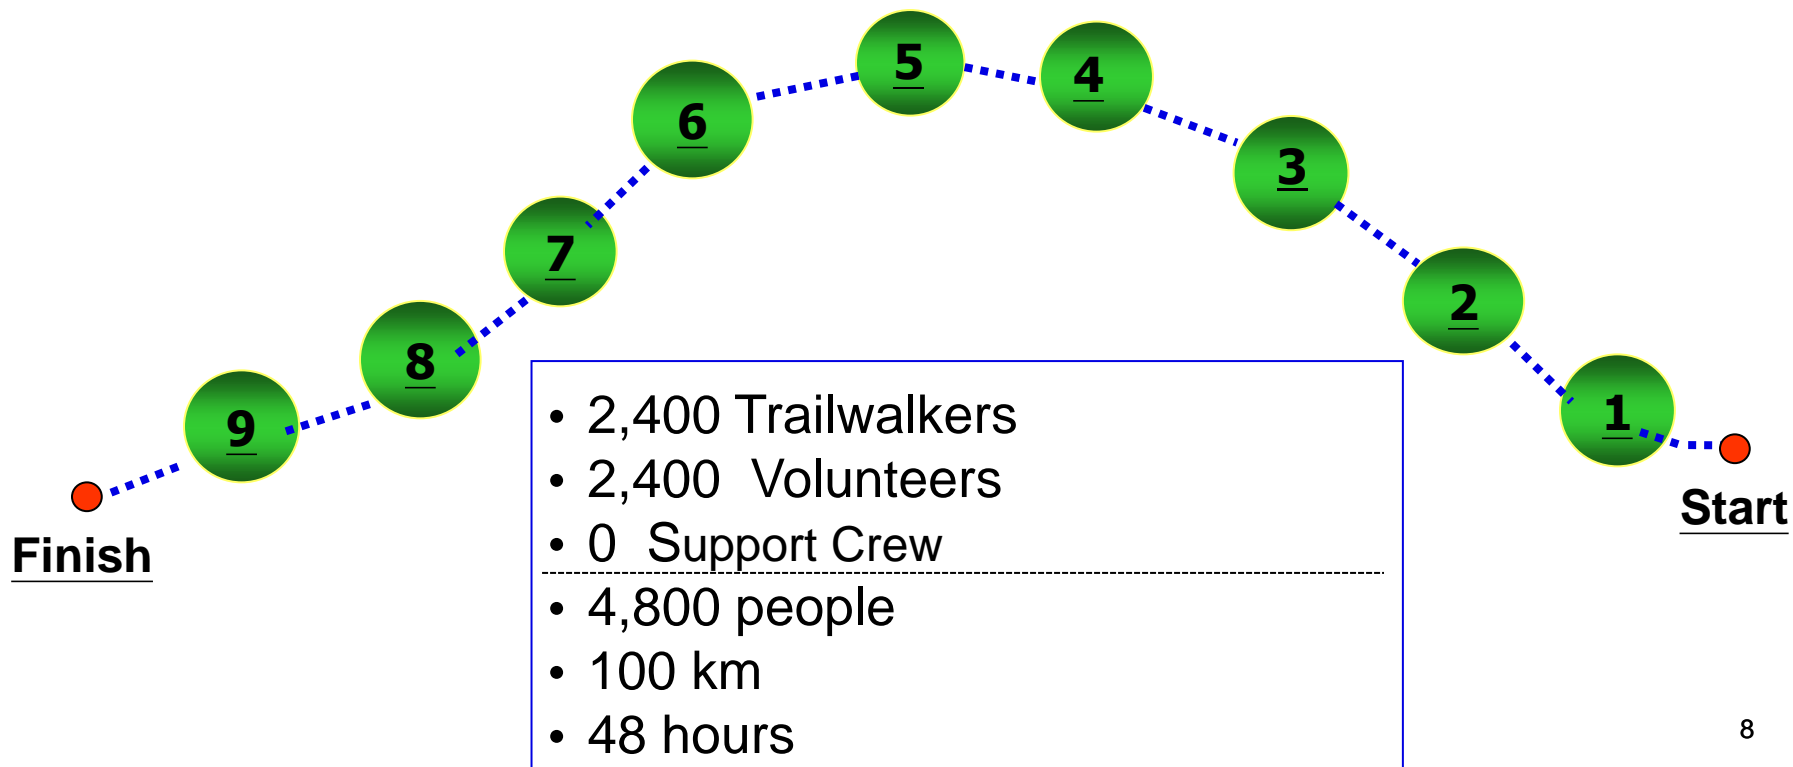 5
4
6
3
7
2
8
1
9
Start
Finish
• 2,400 Trailwalkers
• 2,400 Volunteers
• 0 Support Crew
• 4,800 people
• 100 km
• 48 hours
8